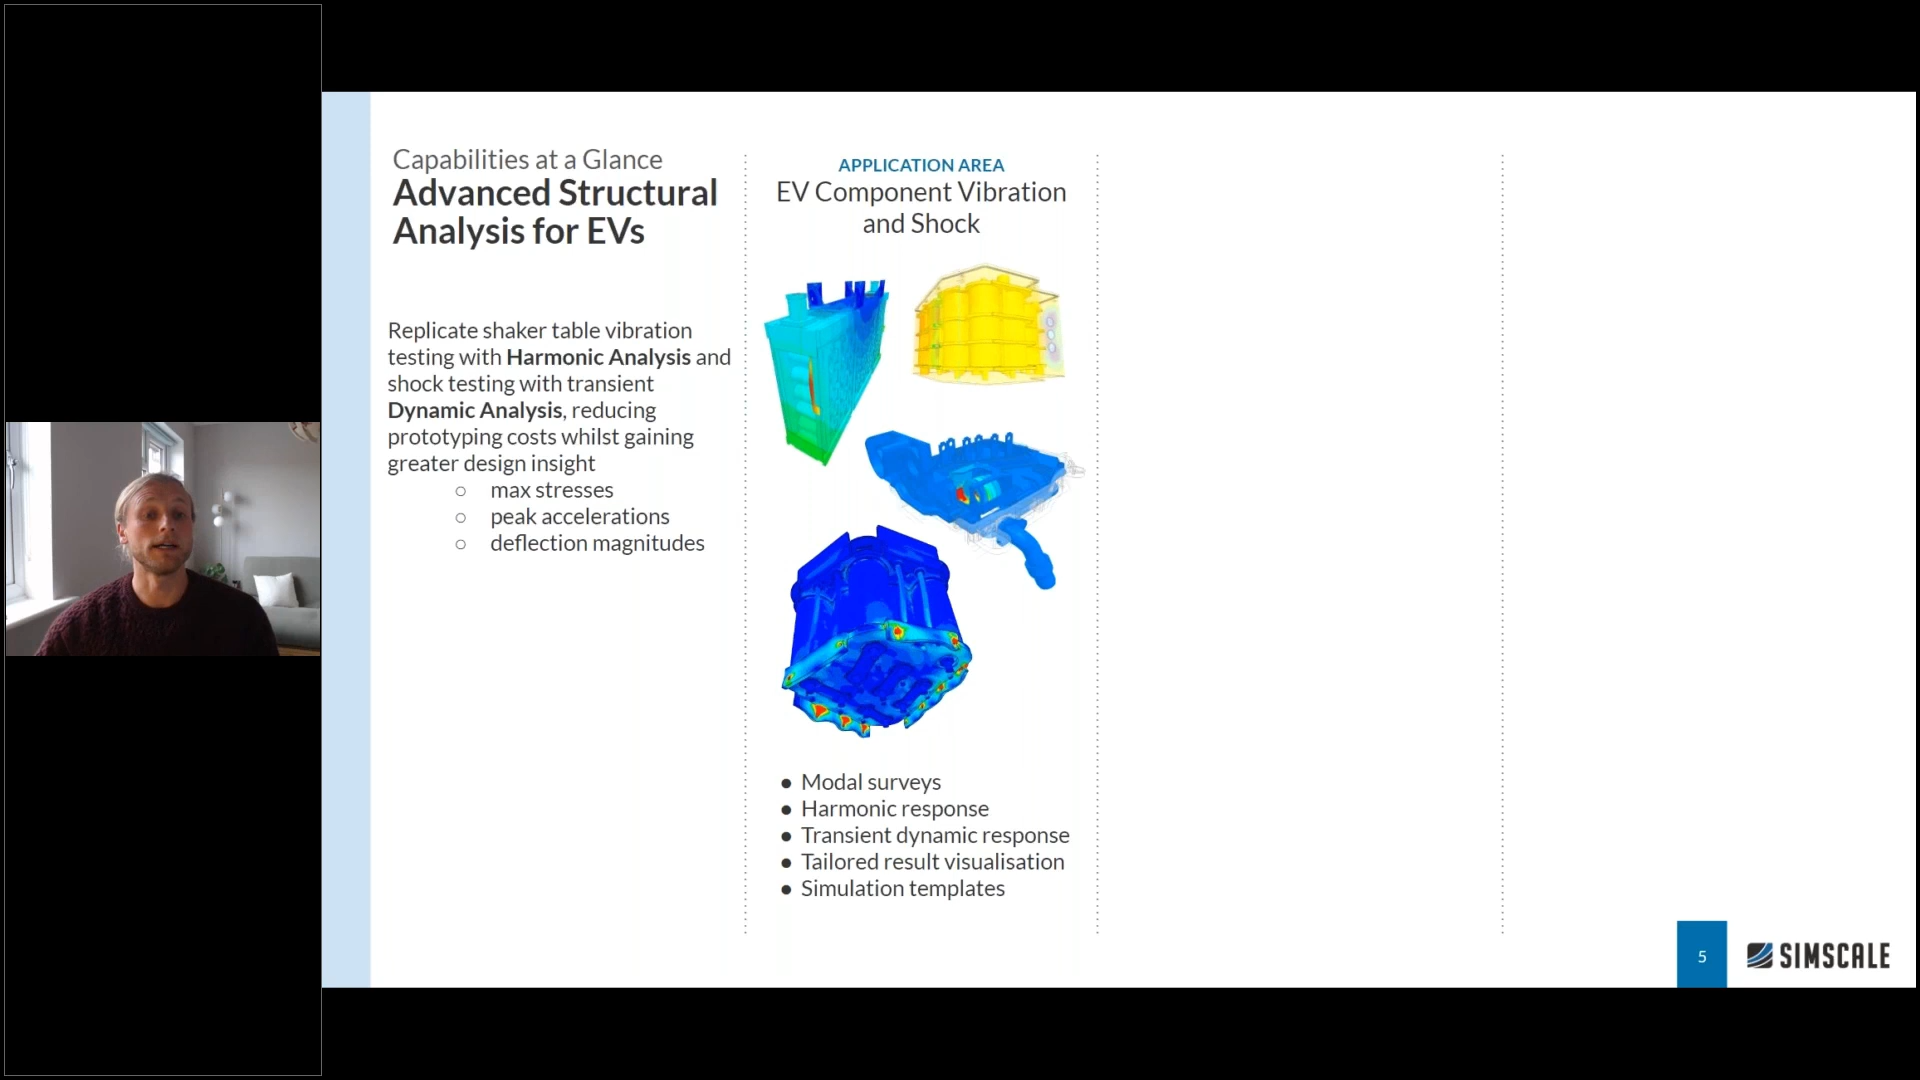 Capabilities at a Glance
Advanced Structural
Analysis for EVs
Replicate shaker table vibration
testing with Harmonic Analysis and
shock testing with transient
Dynamic Analysis, reducing
prototyping costs whilst gaining
greater design insight
○ max stresses
○ peak accelerations
○ deflection magnitudes
APPLICATION AREA
EV Component Vibration
and Shock
● Modal surveys
● Harmonic response
● Transient dynamic response
● Tailored result visualisation
● Simulation templates
5
SIMSCALE